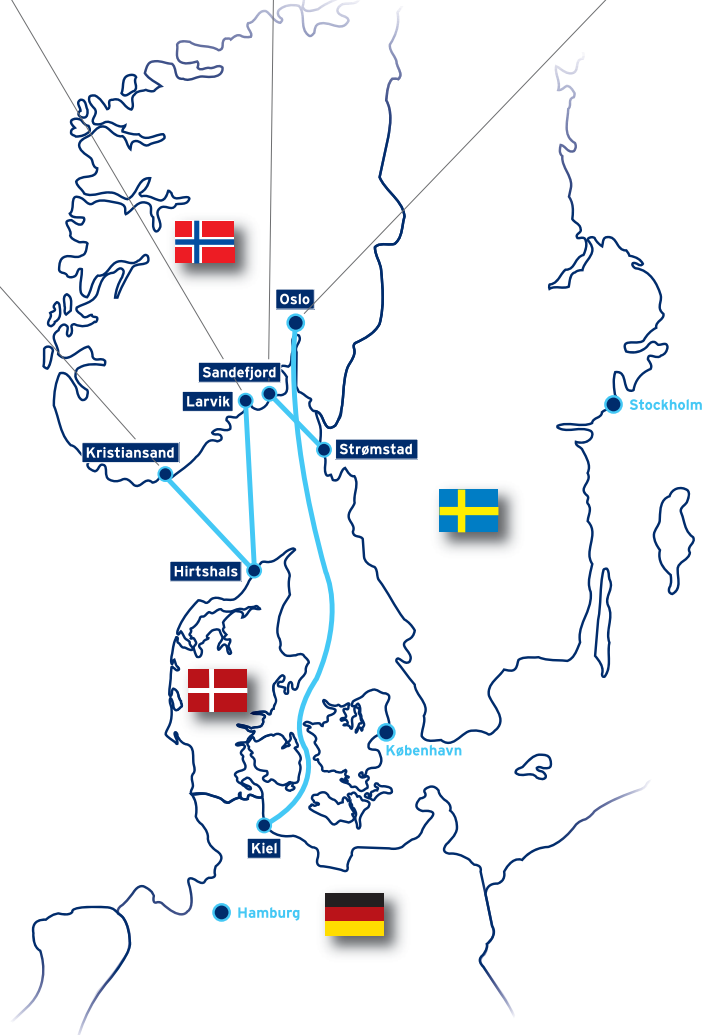 Oslo
Sandefjord
Larvik
Stockholm
Strømstad
Kristiansand
Hirtshals
København
Kiel
Hamburg